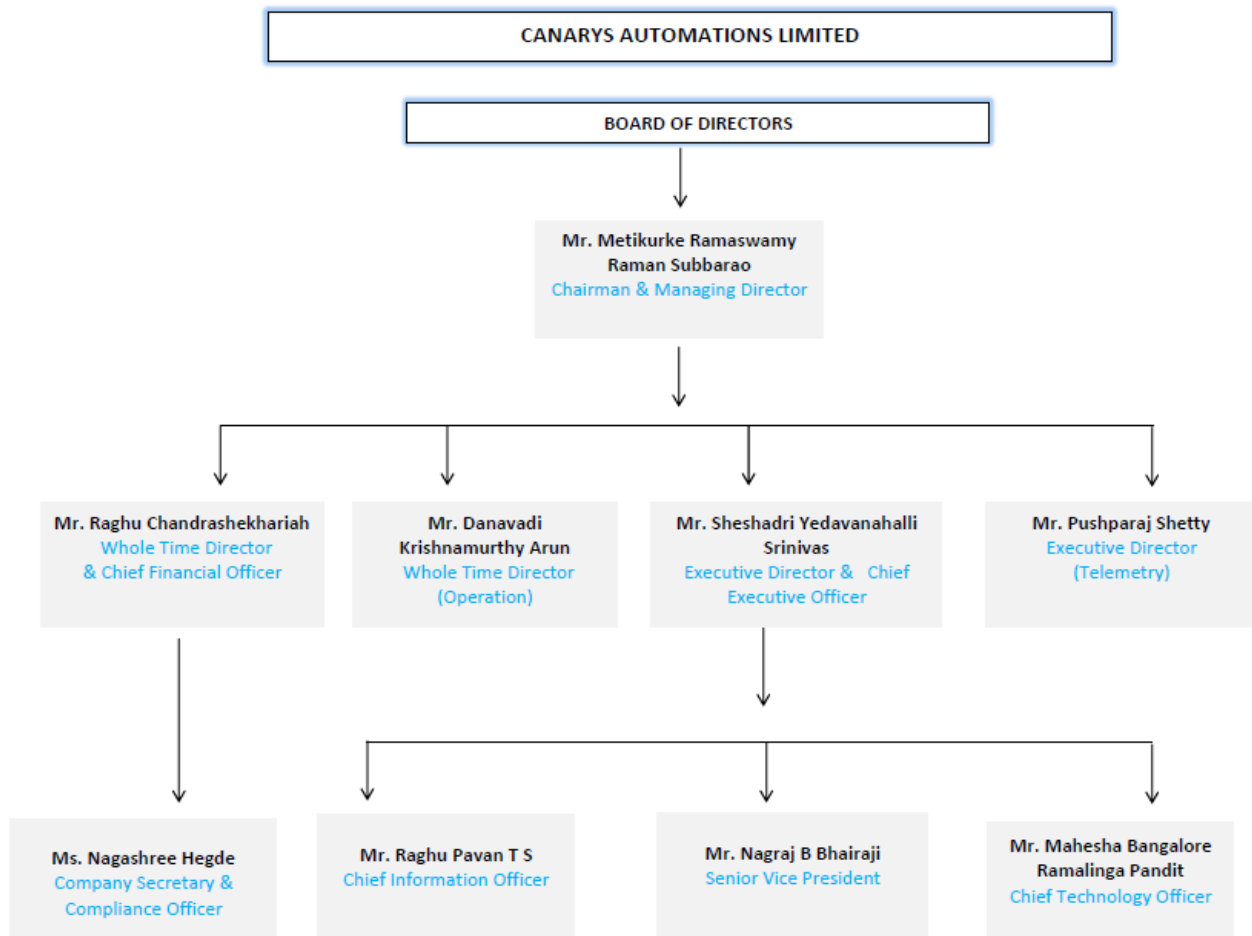 CANARYS AUTOMATIONS LIMITED
BOARD OF DIRECTORS
Mr. Metikurke Ramaswamy
Raman Subbarao
Chairman & Managing Director
Mr. Raghu Chandrashekhariah
Whole Time Director
& Chief Financial Officer
Mr. Danavadi
Krishnamurthy Arun
Whole Time Director
(Operation)
Mr. Sheshadri Yedavanahalli
Srinivas
Executive Director & Chief
Executive Officer
Mr. Pushparaj Shetty
Executive Director
(Telemetry)
Ms. Nagashree Hegde
Company Secretary &
Compliance Officer
Mr. Raghu Pavan T S
Chief Information Officer
Mr. Nagraj B Bhairaji
Senior Vice President
Mr. Mahesha Bangalore
Ramalinga Pandit
Chief Technology Officer